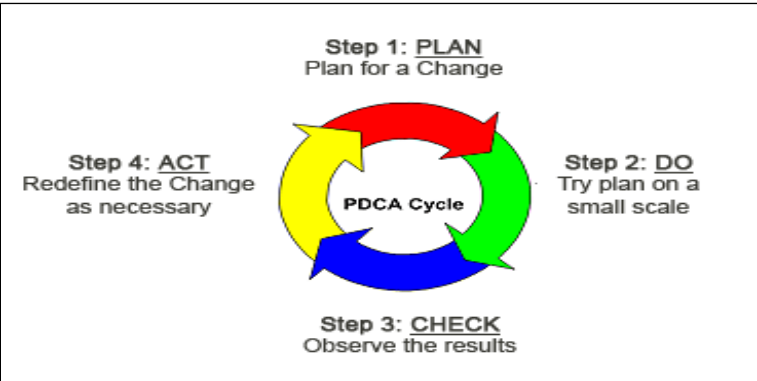 Step 1: PLAN
Plan for a Change
Step 4: ACT
Redefine the Change
as necessary
PDCA Cycle
Step 2: DO
Try plan on a
small scale
Step 3: CHECK
Observe the results